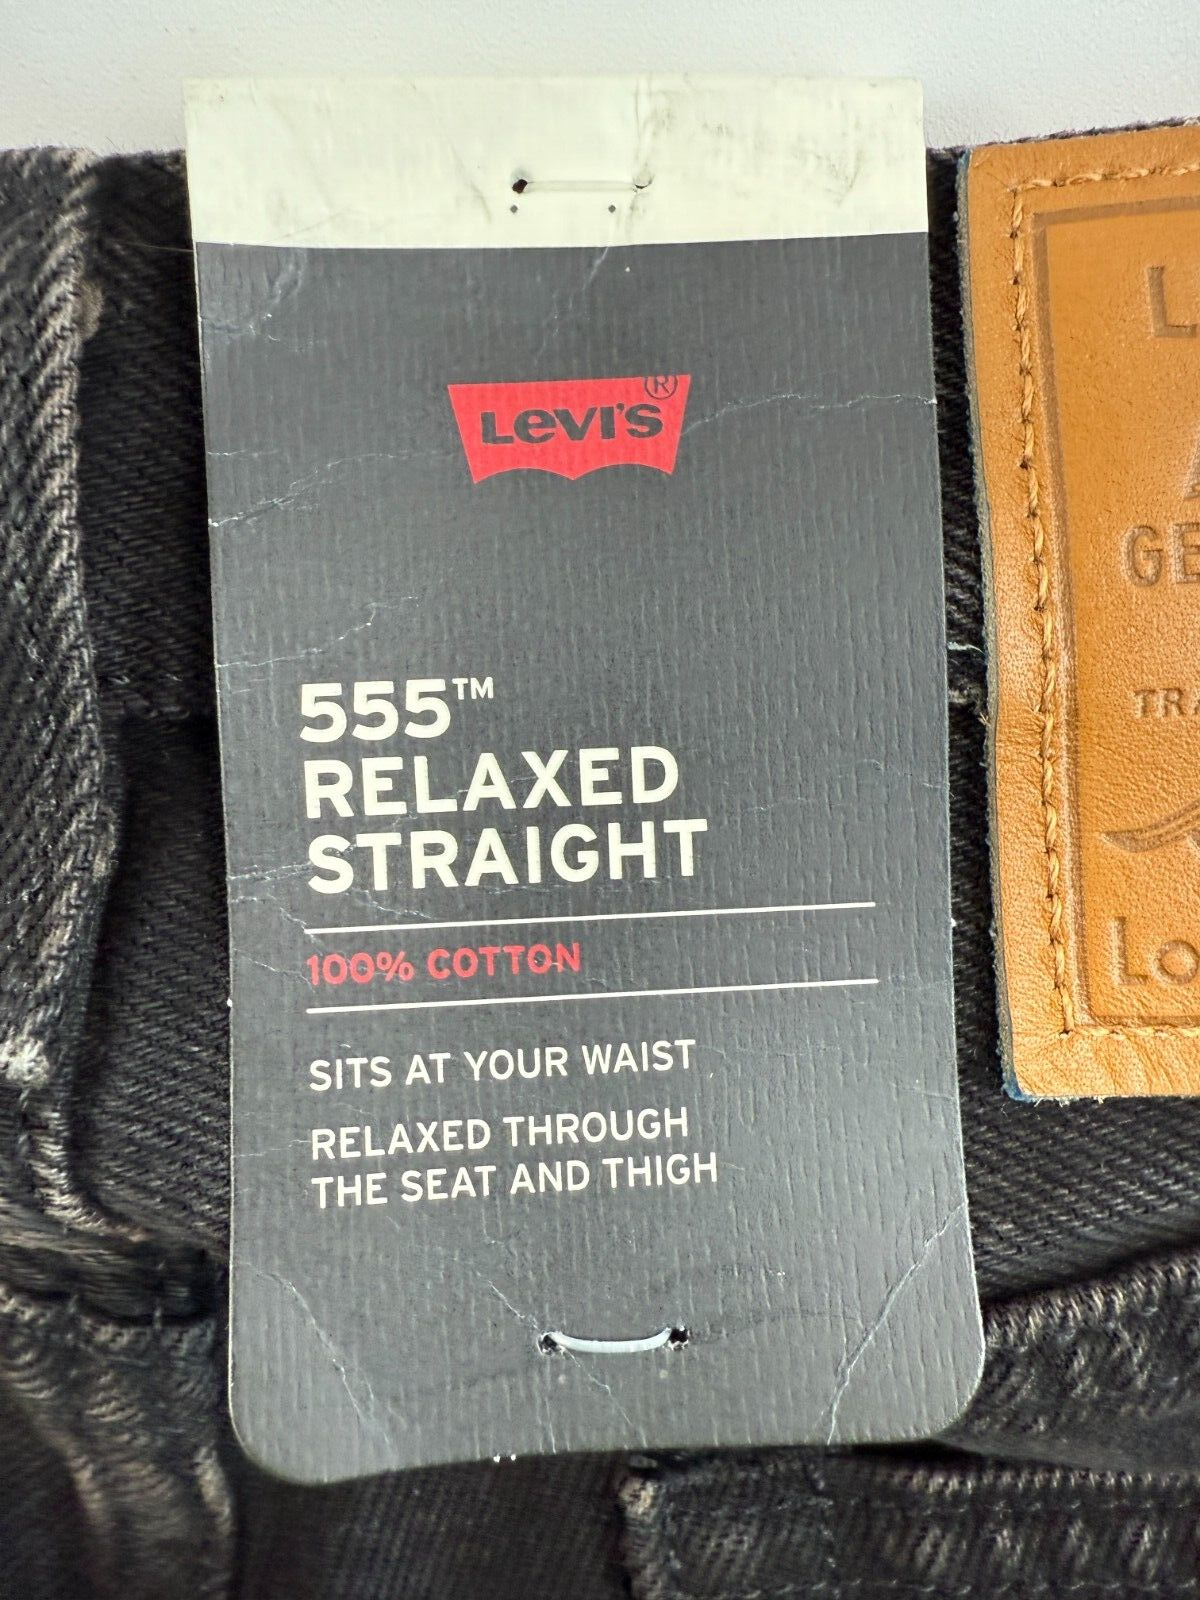 Levi's®
555™
RELAXED
STRAIGHT
100% COTTON
SITS AT YOUR WAIST
RELAXED THROUGH
THE SEAT AND THIGH